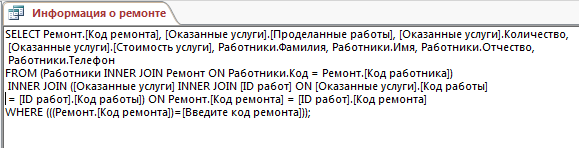 Информация о ремонте
SELECT Ремонт.[Код ремонта], [Оказанные услуги].[Проделанные работы], [Оказанные услуги].Количество,
[Оказанные услуги].[Стоимость услуги], Работники.Фамилия, Работники.Имя, Работники.Отчество,
Работники.Телефон
FROM (Работники INNER JOIN Ремонт ON Работники.Код = Ремонт.[Код работника])
INNER JOIN ([Оказанные услуги] INNER JOIN [ID работ] ON [Оказанные услуги].[Код работы]
= [ID работ].[Код работы]) ON Ремонт.[Код ремонта] = [ID работ].[Код ремонта]
WHERE (((Ремонт.[Код ремонта])=[Введите код ремонта]));